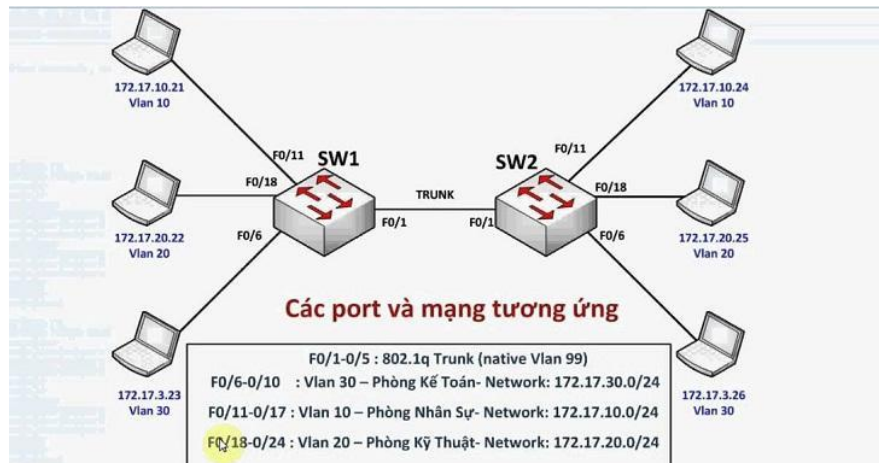 172.17.10.21
Vlan 10
172.17.10.24
Vlan 10
F0/11
SW1
SW2
F0/11
F0/18
TRUNK
F0/18
172.17.20.22
Vlan 20
F0/6
F0/1
F0/1
F0/6
172.17.20.25
Vlan 20
Các port và mạng tương ứng
172.17.3.23
Vlan 30
172.17.3.26
Vlan 30
F0/1-0/5 : 802.1q Trunk (native Vlan 99)
F0/6-0/10 : Vlan 30 – Phòng Kế Toán- Network: 172.17.30.0/24
F0/11-0/17 : Vlan 10 – Phòng Nhân Sự- Network: 172.17.10.0/24
F0/18-0/24 : Vlan 20 – Phòng Kỹ Thuật- Network: 172.17.20.0/24